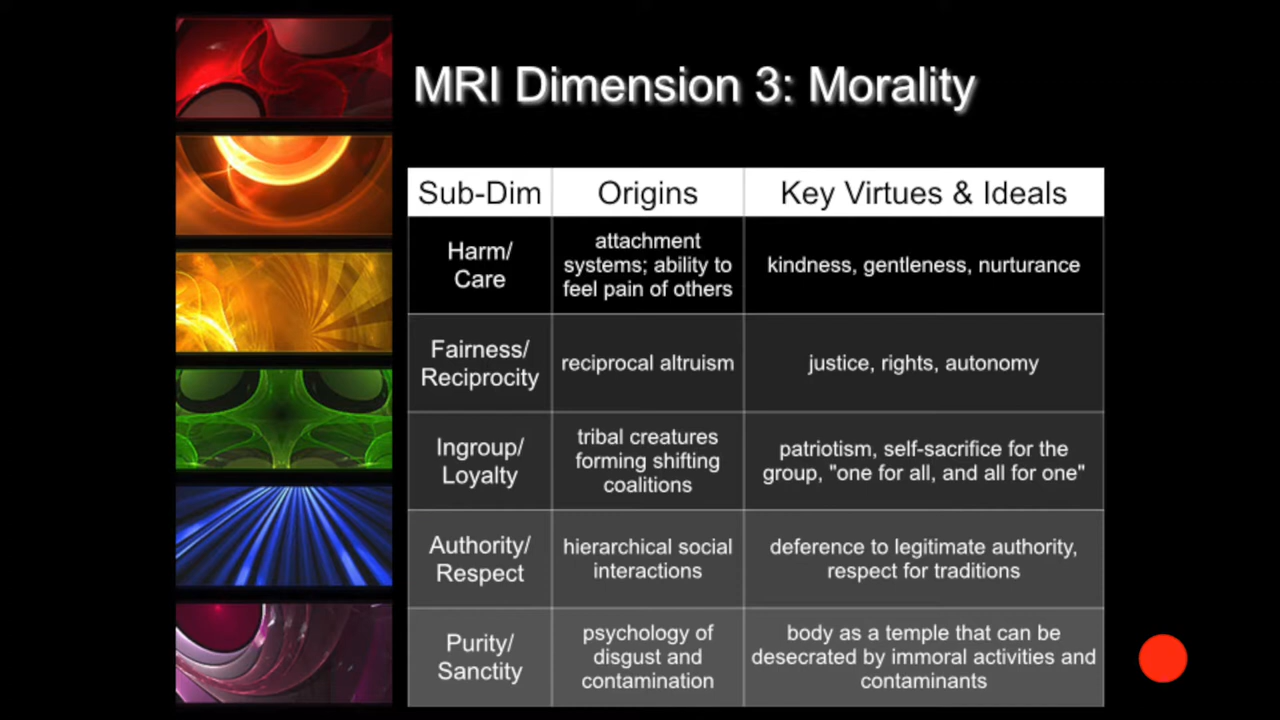 MRI Dimension 3: Morality
Sub-Dim
Origins
Key Virtues & Ideals
Harm/
Care
attachment
systems; ability to
feel pain of others
kindness, gentleness, nurturance
Fairness/
Reciprocity
reciprocal altruism
justice, rights, autonomy
Ingroup/
Loyalty
tribal creatures
forming shifting
coalitions
patriotism, self-sacrifice for the
group, "one for all, and all for one"
Authority/
Respect
hierarchical social
interactions
deference to legitimate authority,
respect for traditions
Purity/
Sanctity
psychology of
disgust and
contamination
body as a temple that can be
desecrated by immoral activities and
contaminants